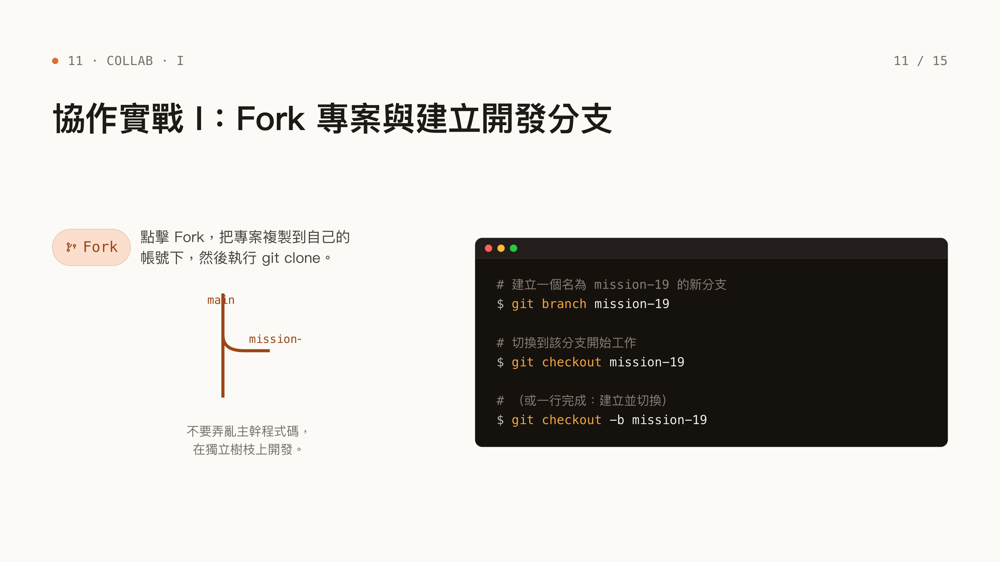 11 · COLLAB · I
11 / 15
協作實戰 I：Fork 專案與建立開發分支
Fork
點擊 Fork，把專案複製到自己的
帳號下，然後執行 git clone。
main
mission-
不要弄亂主幹程式碼，
在獨立樹枝上開發。
# 建立一個名為 mission-19 的新分支
$ git branch mission-19
# 切換到該分支開始工作
$ git checkout mission-19
# （或一行完成：建立並切換）
$ git checkout -b mission-19